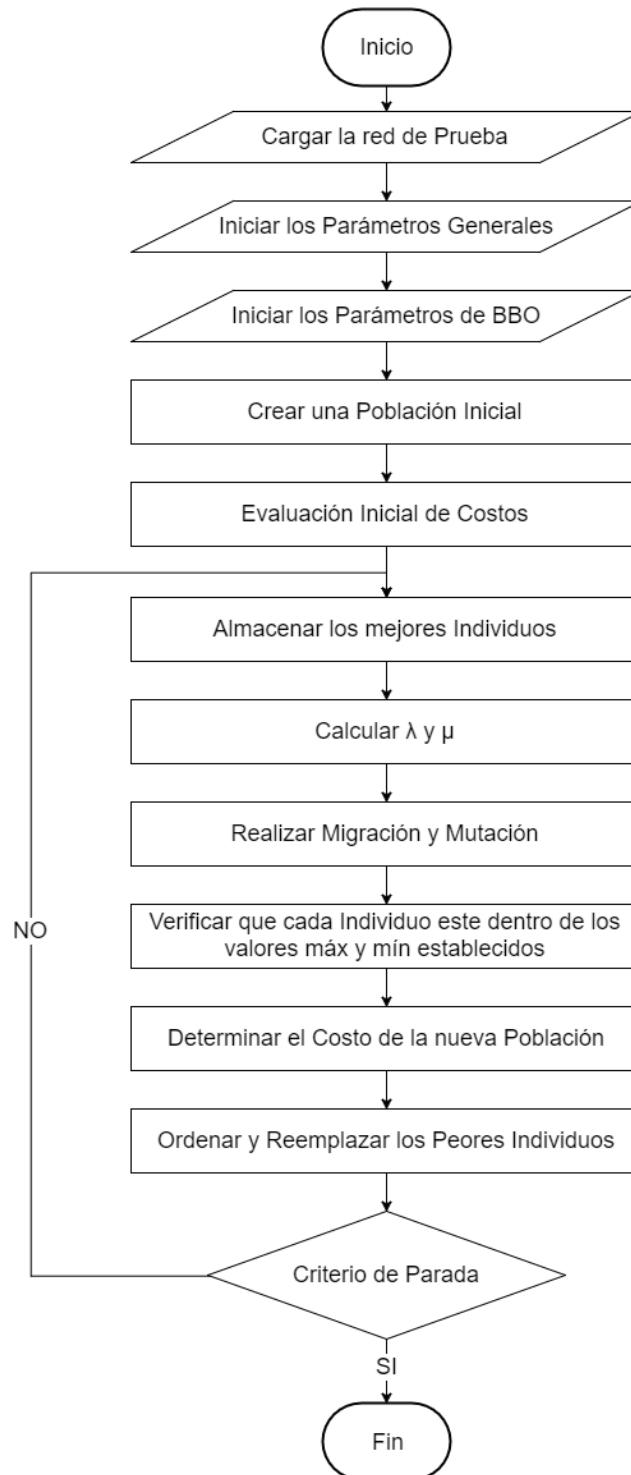 Inicio
Cargar la red de Prueba
Iniciar los Parámetros Generales
Iniciar los Parámetros de BBO
Crear una Población Inicial
Evaluación Inicial de Costos
Almacenar los mejores Individuos
Calcular λ y μ
Realizar Migración y Mutación
NO
Verificar que cada Individuo este dentro de los
valores máx y mín establecidos
Determinar el Costo de la nueva Población
Ordenar y Reemplazar los Peores Individuos
Criterio de Parada
SI
Fin